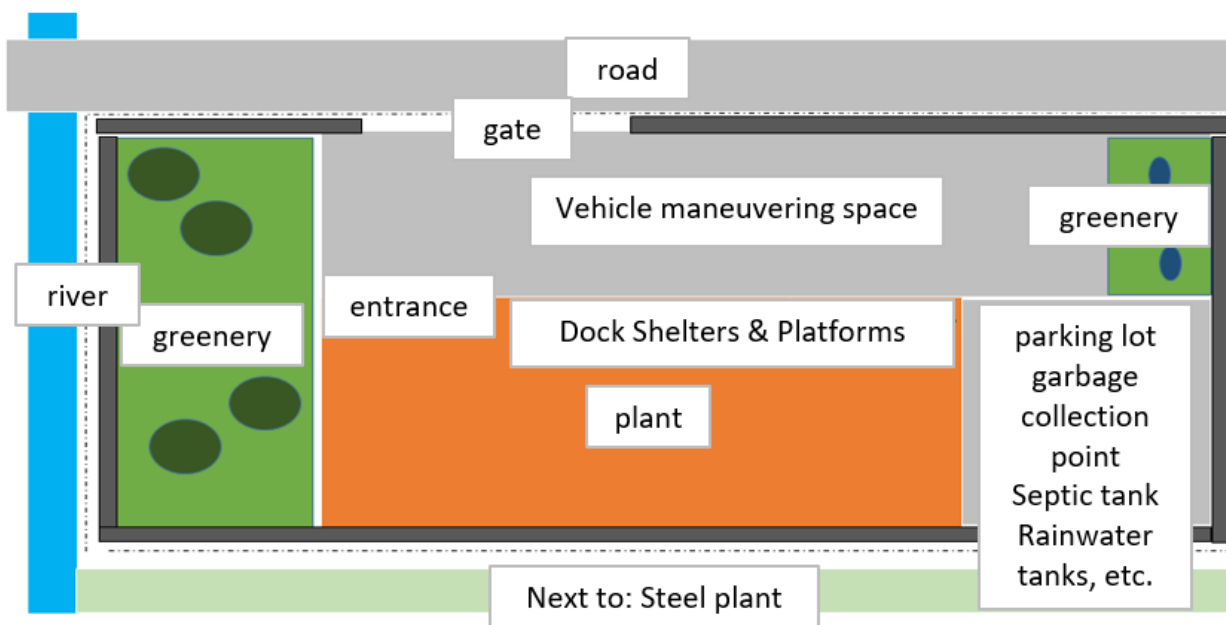 road
gate
Vehicle maneuvering space
greenery
river
entrance
greenery
Dock Shelters & Platforms
plant
parking lot
garbage
collection
point
Septic tank
Rainwater
tanks, etc.
Next to: Steel plant